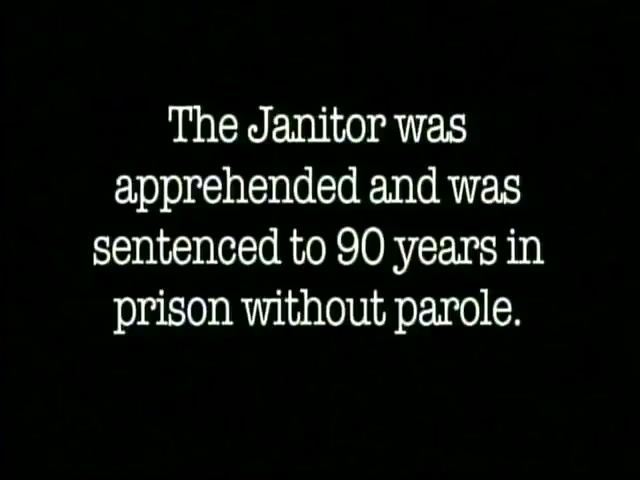 The Janitor was
apprehended and was
sentenced to 90 years in
prison without parole.